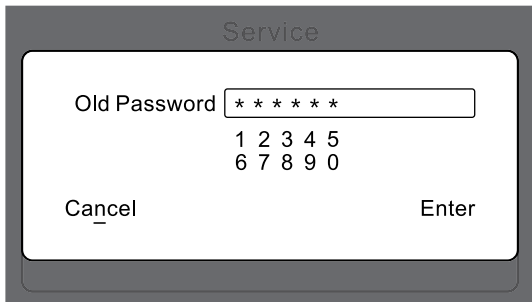 Service
Old Password * * * * * *
1 2 3 4 5
6 7 8 9 0
Cancel Enter